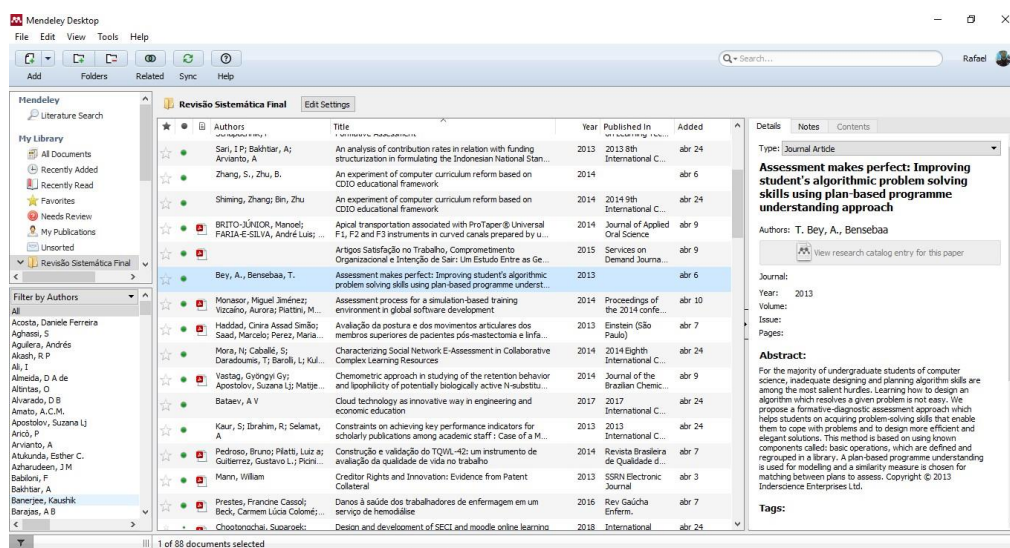 Mendeley Desktop
File Edit View Tools Help
Add Folders Related Sync Help
Search...
Rafael
Mendeley
Literature Search
My Library
All Documents
Recently Added
Recently Read
Favorites
Needs Review
My Publications
Unsorted
Revisão Sistemática Final
Filter by Authors
All
Acosta, Daniele Ferreira
Aghassi, S
Aguilera, Andrés
Akash, R P
Ali, I
Almeida, D A de
Altintas, O
Alvarado, D B
Amato, A.C.M.
Apostolov, Suzana Lj
Aricò, P
Arvianto, A
Atukunda, Esther C.
Azharudeen, J M
Babiloni, F
Bakhtiar, A
Banerjee, Kaushik
Barajas, A B
Revisão Sistemática Final Edit Settings
Authors Title Year Published In Added
Sari, I P; Bakhtiar, A; An analysis of contribution rates in relation with funding 2013 2013 8th abr 24
Arvianto, A structurization in formulating the Indonesian National Stan... International C...
Zhang, S., Zhu, B. An experiment of computer curriculum reform based on 2014 abr 6
CDIO educational framework
Shiming, Zhang; Bin, Zhu An experiment of computer curriculum reform based on 2014 2014 9th abr 24
CDIO educational framework International C...
BRITO-JÚNIOR, Manoel; Apical transportation associated with ProTaper® Universal 2014 Journal of Applied abr 9
FARIA-E-SILVA, André Luis; ... F1, F2 and F3 instruments in curved canals prepared by u... Oral Science
Artigos Satisfação no Trabalho, Comprometimento 2015 Services on abr 9
Organizacional e Intenção de Sair: Um Estudo Entre as Ge... Demand Journa...
Bey, A., Bensebaa, T. Assessment makes perfect: Improving student's algorithmic 2013 abr 6
problem solving skills using plan-based programme underst...
Monasor, Miguel Jiménez; Assessment process for a simulation-based training 2014 Proceedings of abr 10
Vizcaíno, Aurora; Piattini, M... environment in global software development the 2014 confe...
Haddad, Cinira Assad Simão; Avaliação da postura e dos movimentos articulares dos 2013 Einstein (São abr 7
Saad, Marcelo; Perez, Maria... membros superiores de pacientes pós-mastectomia e linfa... Paulo)
Mora, N; Caballé, S; Characterizing Social Network E-Assessment in Collaborative 2014 2014 Eighth abr 24
Daradoumis, T; Barolli, L; Kul... Complex Learning Resources International C...
Vastag, Gyöngyi Gy; Chemometric approach in studying of the retention behavior 2014 Journal of the abr 9
Apostolov, Suzana Lj; Matije... and lipophilicity of potentially biologically active N-substitu... Brazilian Chemic...
Bataev, A V Cloud technology as innovative way in engineering and 2017 2017 abr 24
economic education International C...
Kaur, S; Ibrahim, R; Selamat, Constraints on achieving key performance indicators for 2013 2013 abr 24
A scholarly publications among academic staff : Case of a M... International C...
Pedroso, Bruno; Pilatti, Luiz a; Construção e validação do TQWL-42: um instrumento de 2014 Revista Brasileira abr 7
Guitierrez, Gustavo L.; Picini... avaliação da qualidade de vida no trabalho de Qualidade d...
Mann, William Creditor Rights and Innovation: Evidence from Patent 2013 SSRN Electronic abr 3
Collateral Journal
Prestes, Francine Cassol; Danos à saúde dos trabalhadores de enfermagem em um 2016 Rev Gaúcha abr 7
Beck, Carmem Lúcia Colomé; ... serviço de hemodiálise Enferm.
Chootongchai, Suparoek; Design and development of SECI and moodle online learning 2018 International abr 24
Details Notes Contents
Type: Journal Article
Assessment makes perfect: Improving
student's algorithmic problem solving
skills using plan-based programme
understanding approach
Authors: T. Bey, A., Bensebaa
View research catalog entry for this paper
Journal:
Year: 2013
Volume:
Issue:
Pages:
Abstract:
For the majority of undergraduate students of computer
science, inadequate designing and planning algorithm skills are
among the most salient hurdles. Learning how to design an
algorithm which resolves a given problem is not easy. We
propose a formative-diagnostic assessment approach which
helps students on acquiring problem-solving skills that enable
them to cope with problems and to design more efficient and
elegant solutions. This method is based on using known
components called: basic operations, which are defined and
regrouped in a library. A plan-based programme understanding
is used for modelling and a similarity measure is chosen for
matching between plans to assess. Copyright © 2013
Inderscience Enterprises Ltd.
Tags:
1 of 88 documents selected